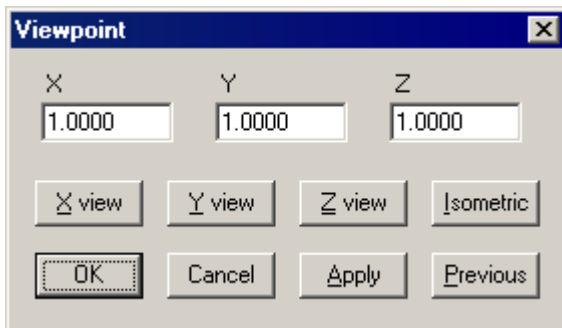 Viewpoint
X Y Z
1.0000 1.0000 1.0000
X view Y view Z view Isometric
OK Cancel Apply Previous